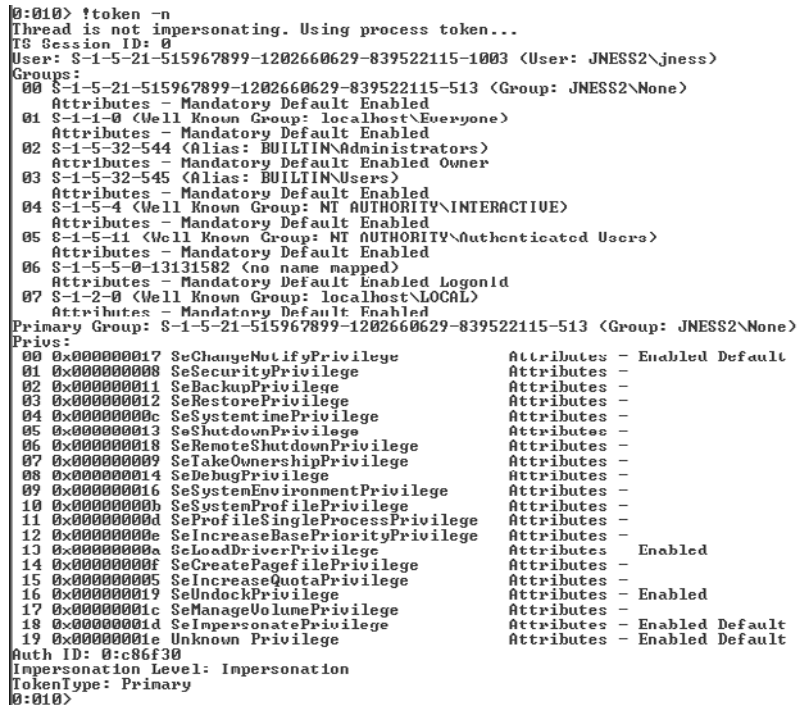 0:010> !token -n
Thread is not impersonating. Using process token...
TS Session ID: 0
User: S-1-5-21-515967899-1202660629-839522115-1003 (User: JNESS2\jness)
Groups:
00 S-1-5-21-515967899-1202660629-839522115-513 (Group: JNESS2\None)
Attributes - Mandatory Default Enabled
01 S-1-1-0 (Well Known Group: localhost\Everyone)
Attributes - Mandatory Default Enabled
02 S-1-5-32-544 (Alias: BUILTIN\Administrators)
Attributes - Mandatory Default Enabled Owner
03 S-1-5-32-545 (Alias: BUILTIN\Users)
Attributes - Mandatory Default Enabled
04 S-1-5-4 (Well Known Group: NT AUTHORITY\INTERACTIVE)
Attributes - Mandatory Default Enabled
05 S-1-5-11 (Well Known Group: NT AUTHORITY\Authenticated Users)
Attributes - Mandatory Default Enabled
06 S-1-5-5-0-13131582 (no name mapped)
Attributes - Mandatory Default Enabled LogonId
07 S-1-2-0 (Well Known Group: localhost\LOCAL)
Attributes - Mandatory Default Enabled
Primary Group: S-1-5-21-515967899-1202660629-839522115-513 (Group: JNESS2\None)
Privs:
00 0x000000017 SeChangeNotifyPrivilege Attributes - Enabled Default
01 0x000000008 SeSecurityPrivilege Attributes -
02 0x000000011 SeBackupPrivilege Attributes -
03 0x000000012 SeRestorePrivilege Attributes -
04 0x00000000c SeSystemtimePrivilege Attributes -
05 0x000000013 SeShutdownPrivilege Attributes -
06 0x000000018 SeRemoteShutdownPrivilege Attributes -
07 0x000000009 SeTakeOwnershipPrivilege Attributes -
08 0x000000014 SeDebugPrivilege Attributes -
09 0x000000016 SeSystemEnvironmentPrivilege Attributes -
10 0x00000000b SeSystemProfilePrivilege Attributes -
11 0x00000000d SeProfileSingleProcessPrivilege Attributes -
12 0x00000000e SeIncreaseBasePriorityPrivilege Attributes -
13 0x00000000a SeLoadDriverPrivilege Attributes - Enabled
14 0x00000000f SeCreatePagefilePrivilege Attributes -
15 0x000000005 SeIncreaseQuotaPrivilege Attributes -
16 0x000000019 SeUndockPrivilege Attributes - Enabled
17 0x00000001c SeManageVolumePrivilege Attributes -
18 0x00000001d SeImpersonatePrivilege Attributes - Enabled Default
19 0x00000001e Unknown Privilege Attributes - Enabled Default
Auth ID: 0:c86f30
Impersonation Level: Impersonation
TokenType: Primary
0:010>